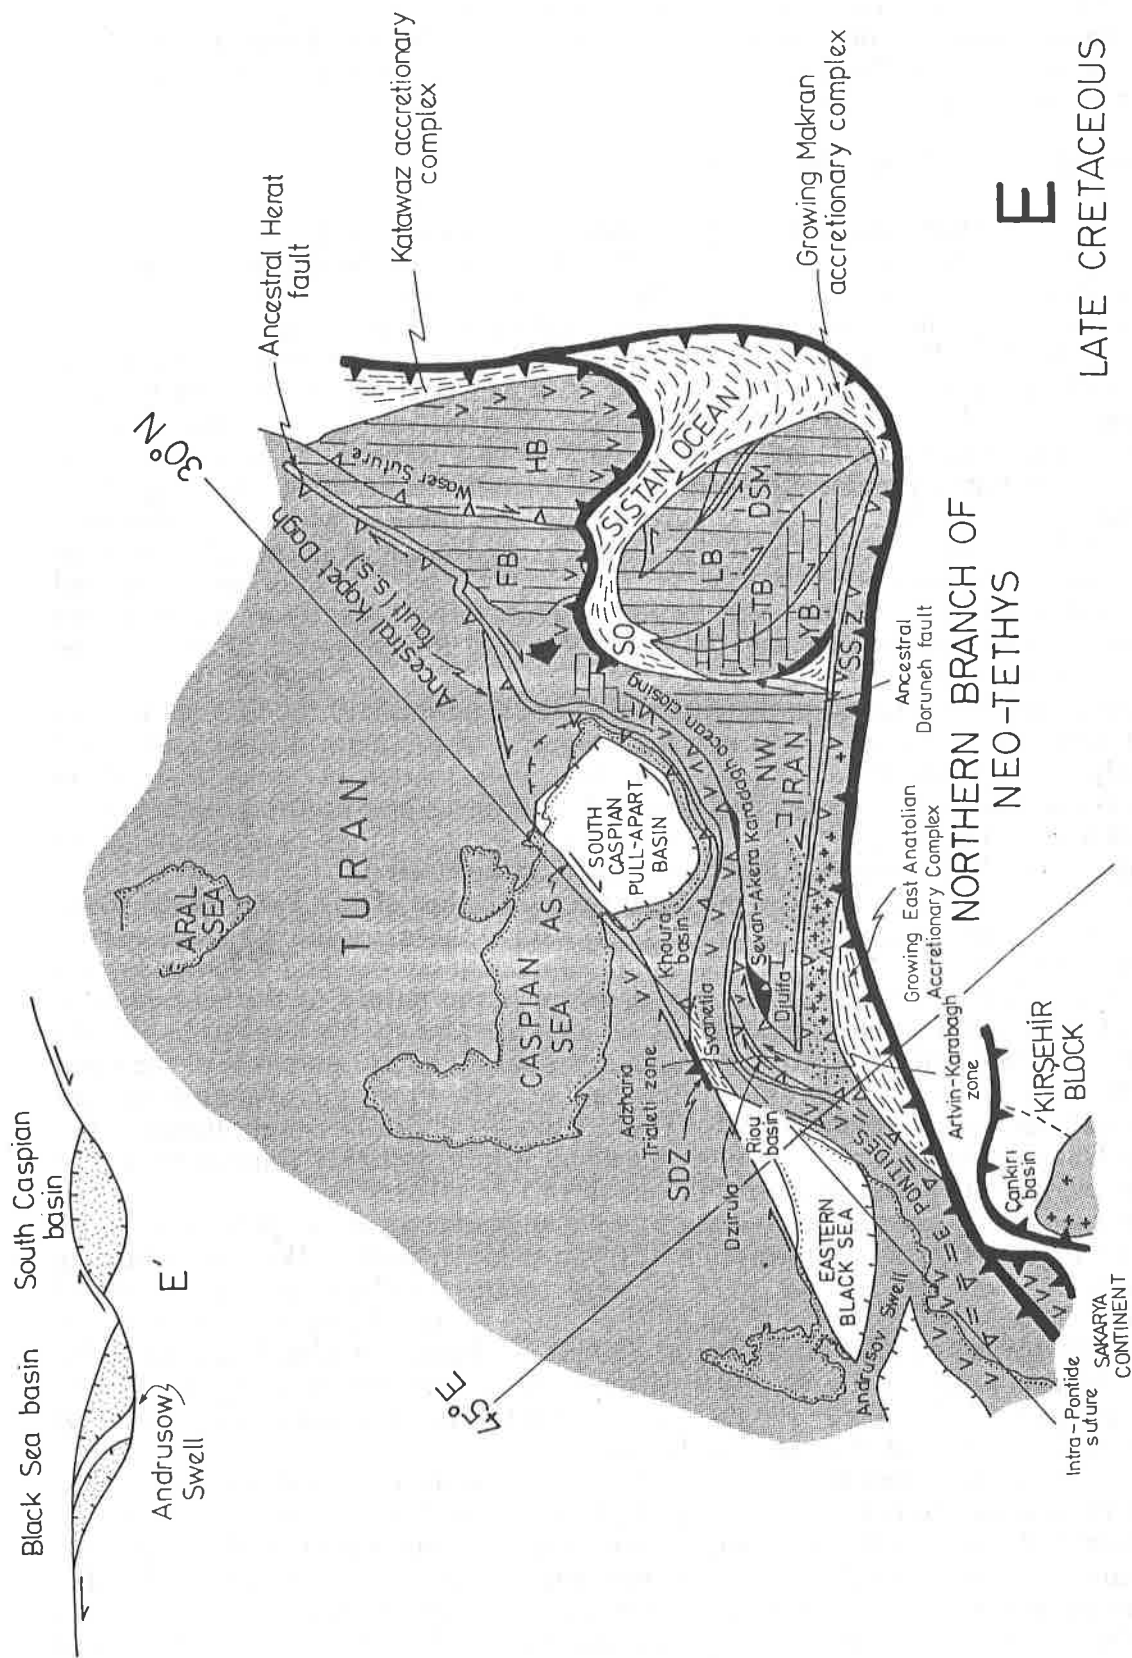 Black Sea basin
South Caspian
basin
Andrusow
Swell
E'
ARAL
SEA
TURAN
CASPIAN
SEA
AS
30° N
45° E
Ancestral Herat
fault
Katawaz accretionary
complex
Ancestral Kopet Dagh
fault (s.s.)
Waser Suture
HB
FB
SISTAN OCEAN
SO
LB
DSM
TB
YB
SSZ
Growing Makran
accretionary complex
SOUTH
CASPIAN
PULL-APART
BASIN
Khoura
basin
Sevan-Akera Karadagh ocean closing
NW
IRAN
Djulfa
Svanetia
Adzhara
Trialeti zone
SDZ
Dzirula
Riou
basin
EASTERN
BLACK SEA
Andrusov Swell
E PONTIDES
Ancestral
Doruneh fault
Growing East Anatolian
Accretionary Complex
NORTHERN BRANCH OF
NEO-TETHYS
Artvin-Karabagh
zone
KIRŞEHİR
BLOCK
Çankırı
basin
Intra-Pontide
suture
SAKARYA
CONTINENT
E
LATE CRETACEOUS